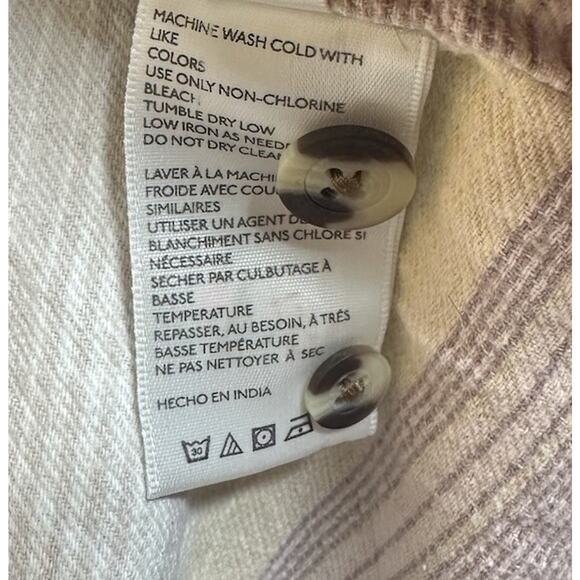 MACHINE WASH COLD WITH
LIKE
COLORS
USE ONLY NON-CHLORINE
BLEACH
TUMBLE DRY LOW
LOW IRON AS
DO NOT DRY
LAVER À LA
FROIDE AVEC
SIMILAIRES
UTILISER UN AGENT
BLANCHIMENT SANS CHLORE SI
NÉCESSAIRE
SECHER PAR CULBUTAGE À
BASSE
TEMPERATURE
REPASSER, AU BESOIN, À TRÈS
BASSE TEMPÉRATURE
NE PAS NETTOYER À SEC
HECHO EN INDIA
30